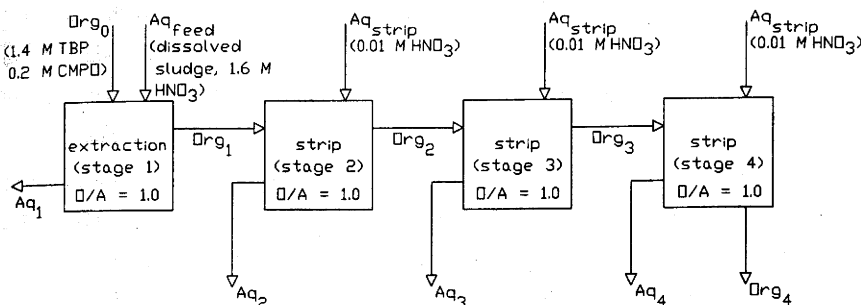 Org0
(1.4 M TBP
0.2 M CMPO)
Aqfeed
(dissolved
sludge, 1.6 M
HNO3)
Aqstrip
(0.01 M HNO3)
Aqstrip
(0.01 M HNO3)
Aqstrip
(0.01 M HNO3)
extraction
(stage 1)
O/A = 1.0
Org1
strip
(stage 2)
O/A = 1.0
Org2
strip
(stage 3)
O/A = 1.0
Org3
strip
(stage 4)
O/A = 1.0
Aq1
Aq2
Aq3
Aq4
Org4